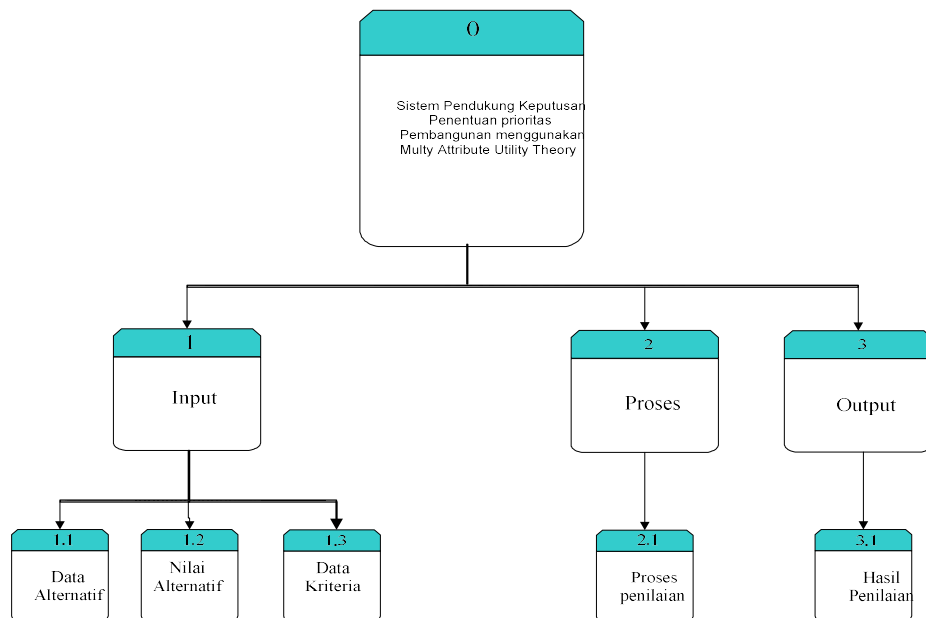 0
Sistem Pendukung Keputusan
Penentuan prioritas
Pembangunan menggunakan
Multy Attribute Utility Theory
1
Input
2
Proses
3
Output
1.1
Data
Alternatif
1.2
Nilai
Alternatif
1.3
Data
Kriteria
2.1
Proses
penilaian
3.1
Hasil
Penilaian